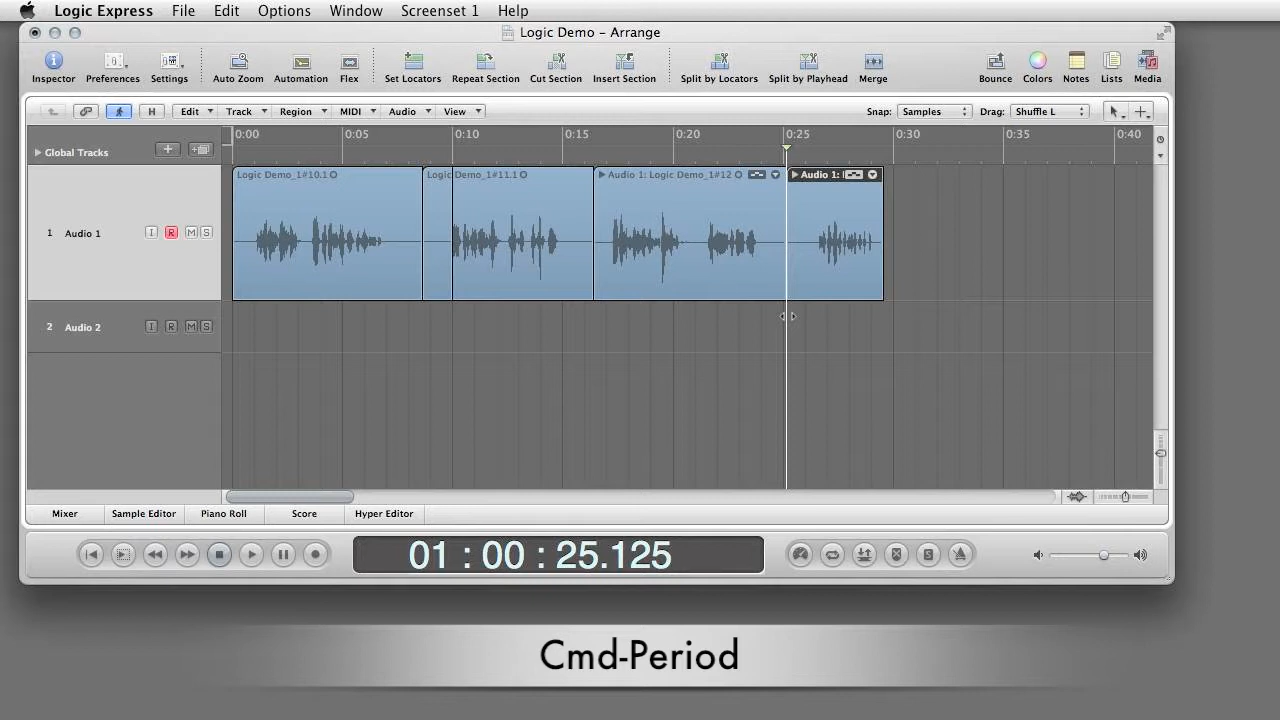 Logic Express File Edit Options Window Screenset 1 Help
Logic Demo – Arrange
Inspector Preferences Settings Auto Zoom Automation Flex Set Locators Repeat Section Cut Section Insert Section Split by Locators Split by Playhead Merge Bounce Colors Notes Lists Media
H Edit Track Region MIDI Audio View Snap: Samples Drag: Shuffle L
0:00 0:05 0:10 0:15 0:20 0:25 0:30 0:35 0:40
Global Tracks
Logic Demo_1#10.1 Logic Demo_1#11.1 Audio 1: Logic Demo_1#12 Audio 1:
1 Audio 1 I R M S
2 Audio 2 I R M S
Mixer Sample Editor Piano Roll Score Hyper Editor
01 : 00 : 25.125 S
Cmd-Period